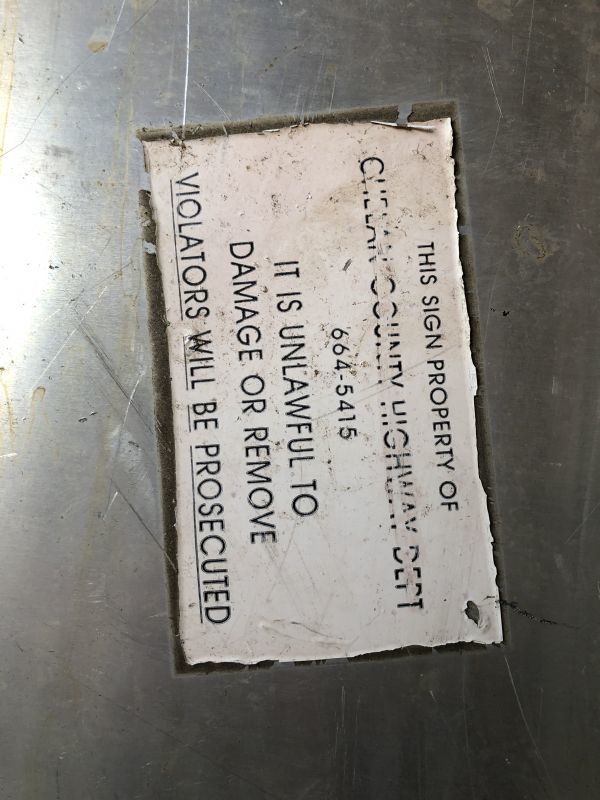 THIS SIGN PROPERTY OF
CHELAN COUNTY HIGHWAY DEPT
664-5415
IT IS UNLAWFUL TO
DAMAGE OR REMOVE
VIOLATORS WILL BE PROSECUTED